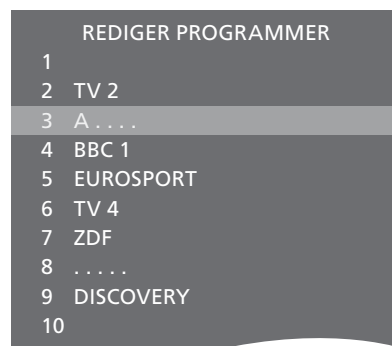 REDIGER PROGRAMMER
1
2 TV 2
3 A . . . .
4 BBC 1
5 EUROSPORT
6 TV 4
7 ZDF
8 . . . . .
9 DISCOVERY
10